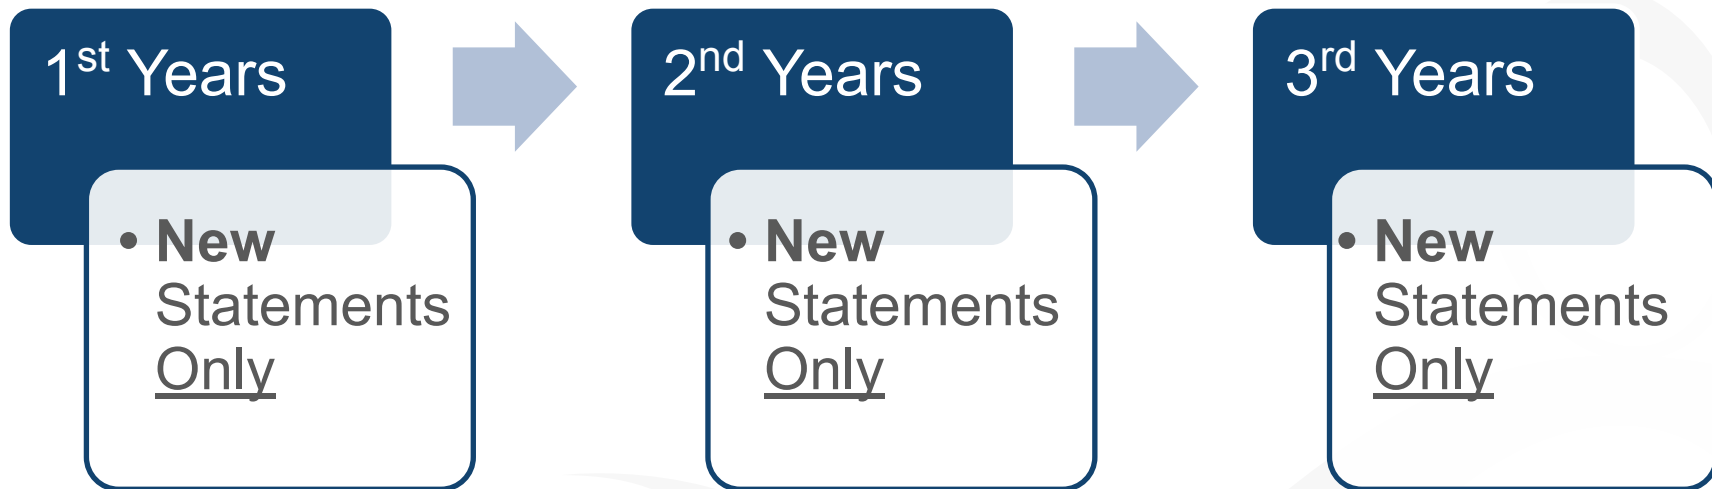 1st Years
• New
Statements
Only
2nd Years
• New
Statements
Only
3rd Years
• New
Statements
Only